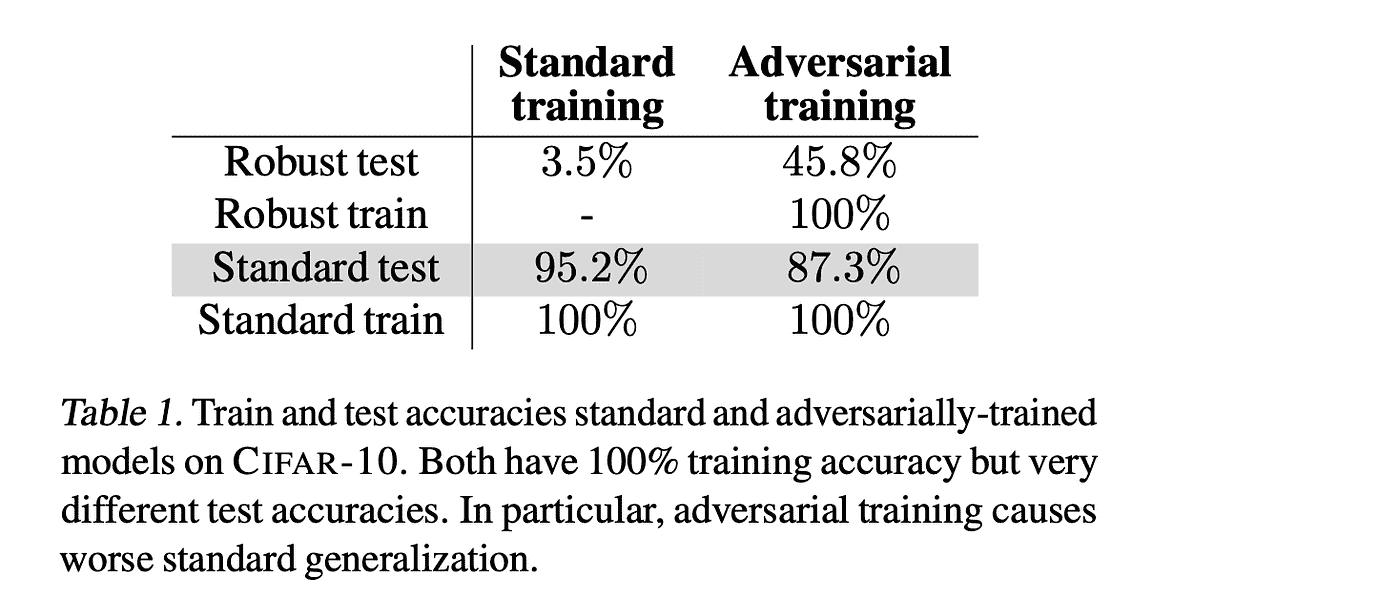 Standard training Adversarial training
Robust test 3.5% 45.8%
Robust train - 100%
Standard test 95.2% 87.3%
Standard train 100% 100%
Table 1. Train and test accuracies standard and adversarially-trained
models on CIFAR-10. Both have 100% training accuracy but very
different test accuracies. In particular, adversarial training causes
worse standard generalization.